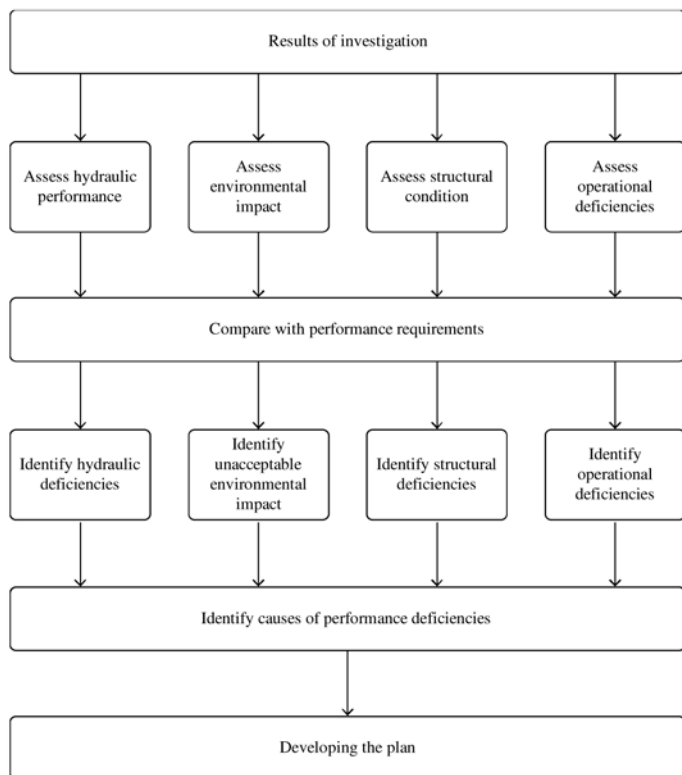 Results of investigation
Assess hydraulic
performance
Assess
environmental
impact
Assess structural
condition
Assess
operational
deficiencies
Compare with performance requirements
Identify hydraulic
deficiencies
Identify
unacceptable
environmental impact
Identify structural
deficiencies
Identify
operational
deficiencies
Identify causes of performance deficiencies
Developing the plan